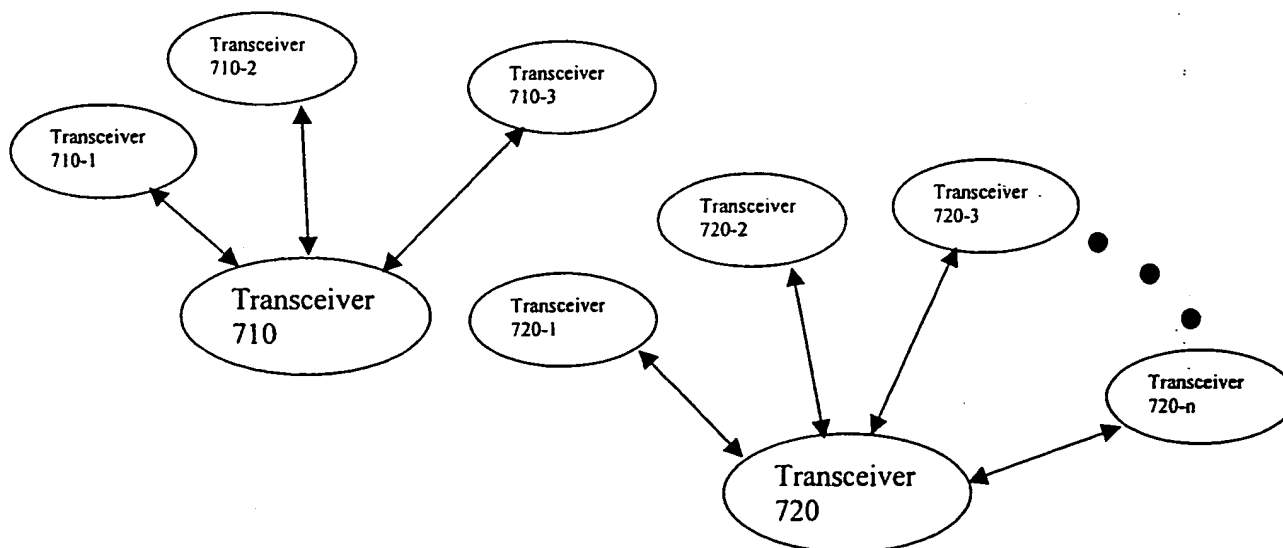 Transceiver
710-2
Transceiver
710-3
Transceiver
710-1
Transceiver
720-3
Transceiver
720-2
Transceiver
710
Transceiver
720-1
Transceiver
720-n
Transceiver
720